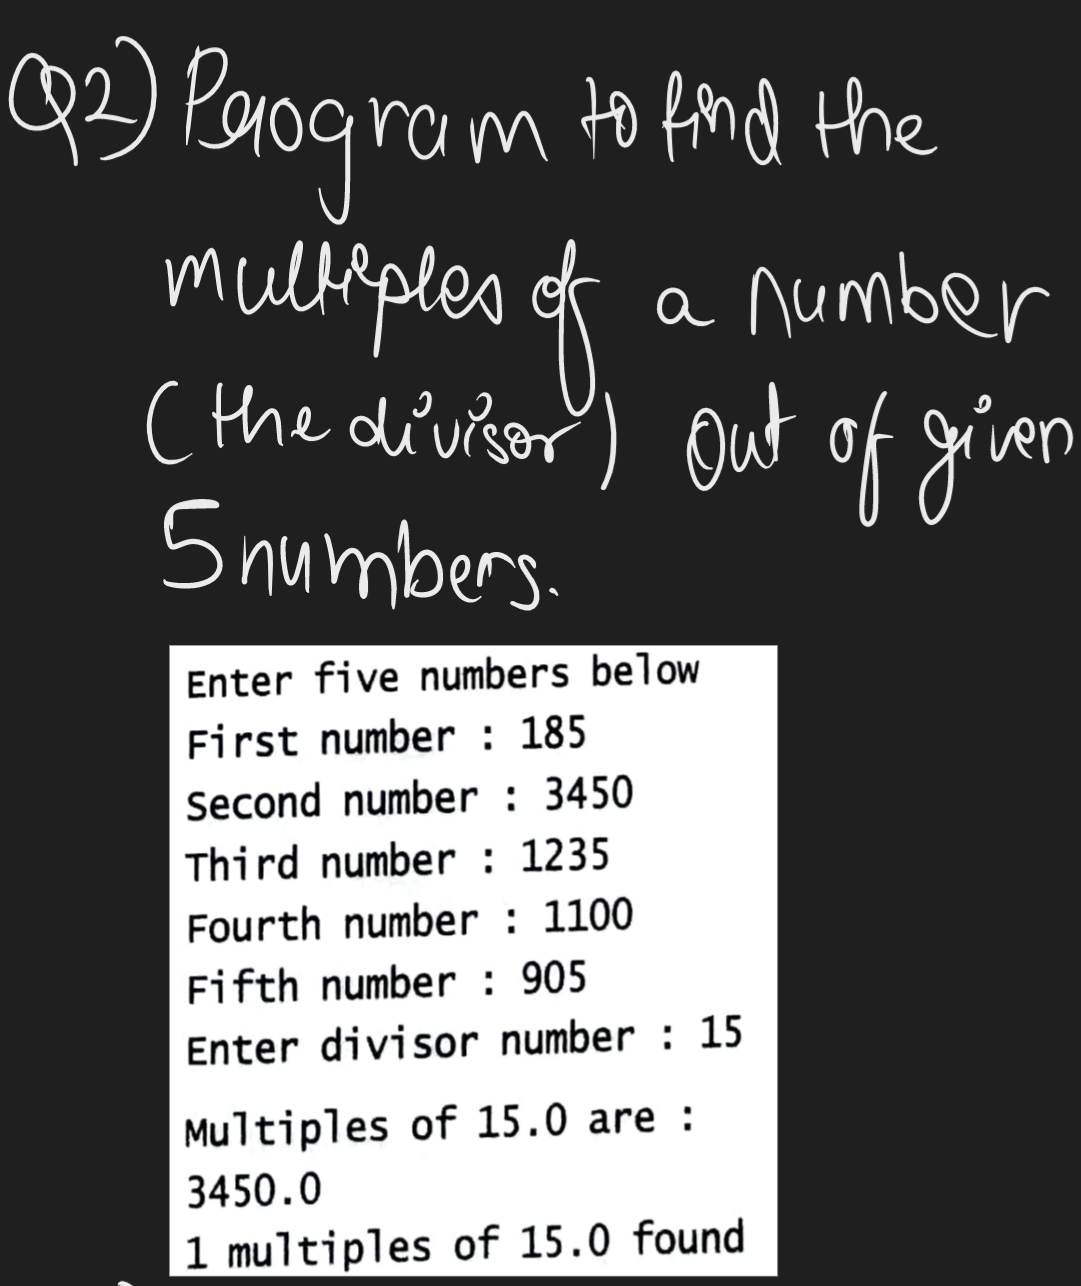 Q2) Program to find the
multiples of a number
(the divisor) out of given
5 numbers.
Enter five numbers below
First number : 185
Second number : 3450
Third number : 1235
Fourth number : 1100
Fifth number : 905
Enter divisor number : 15
Multiples of 15.0 are :
3450.0
1 multiples of 15.0 found